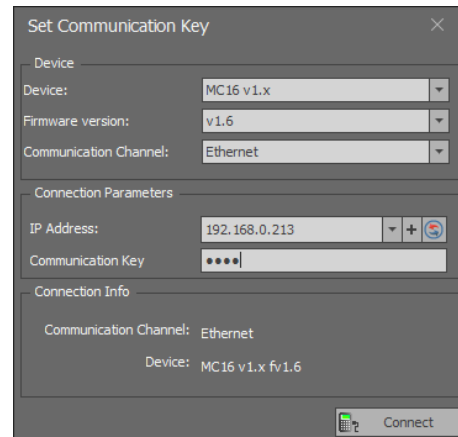 Set Communication Key
Device
Device: MC16 v1.x
Firmware version: v1.6
Communication Channel: Ethernet
Connection Parameters
IP Address: 192.168.0.213
Communication Key ••••
Connection Info
Communication Channel: Ethernet
Device: MC16 v1.x fv1.6
Connect